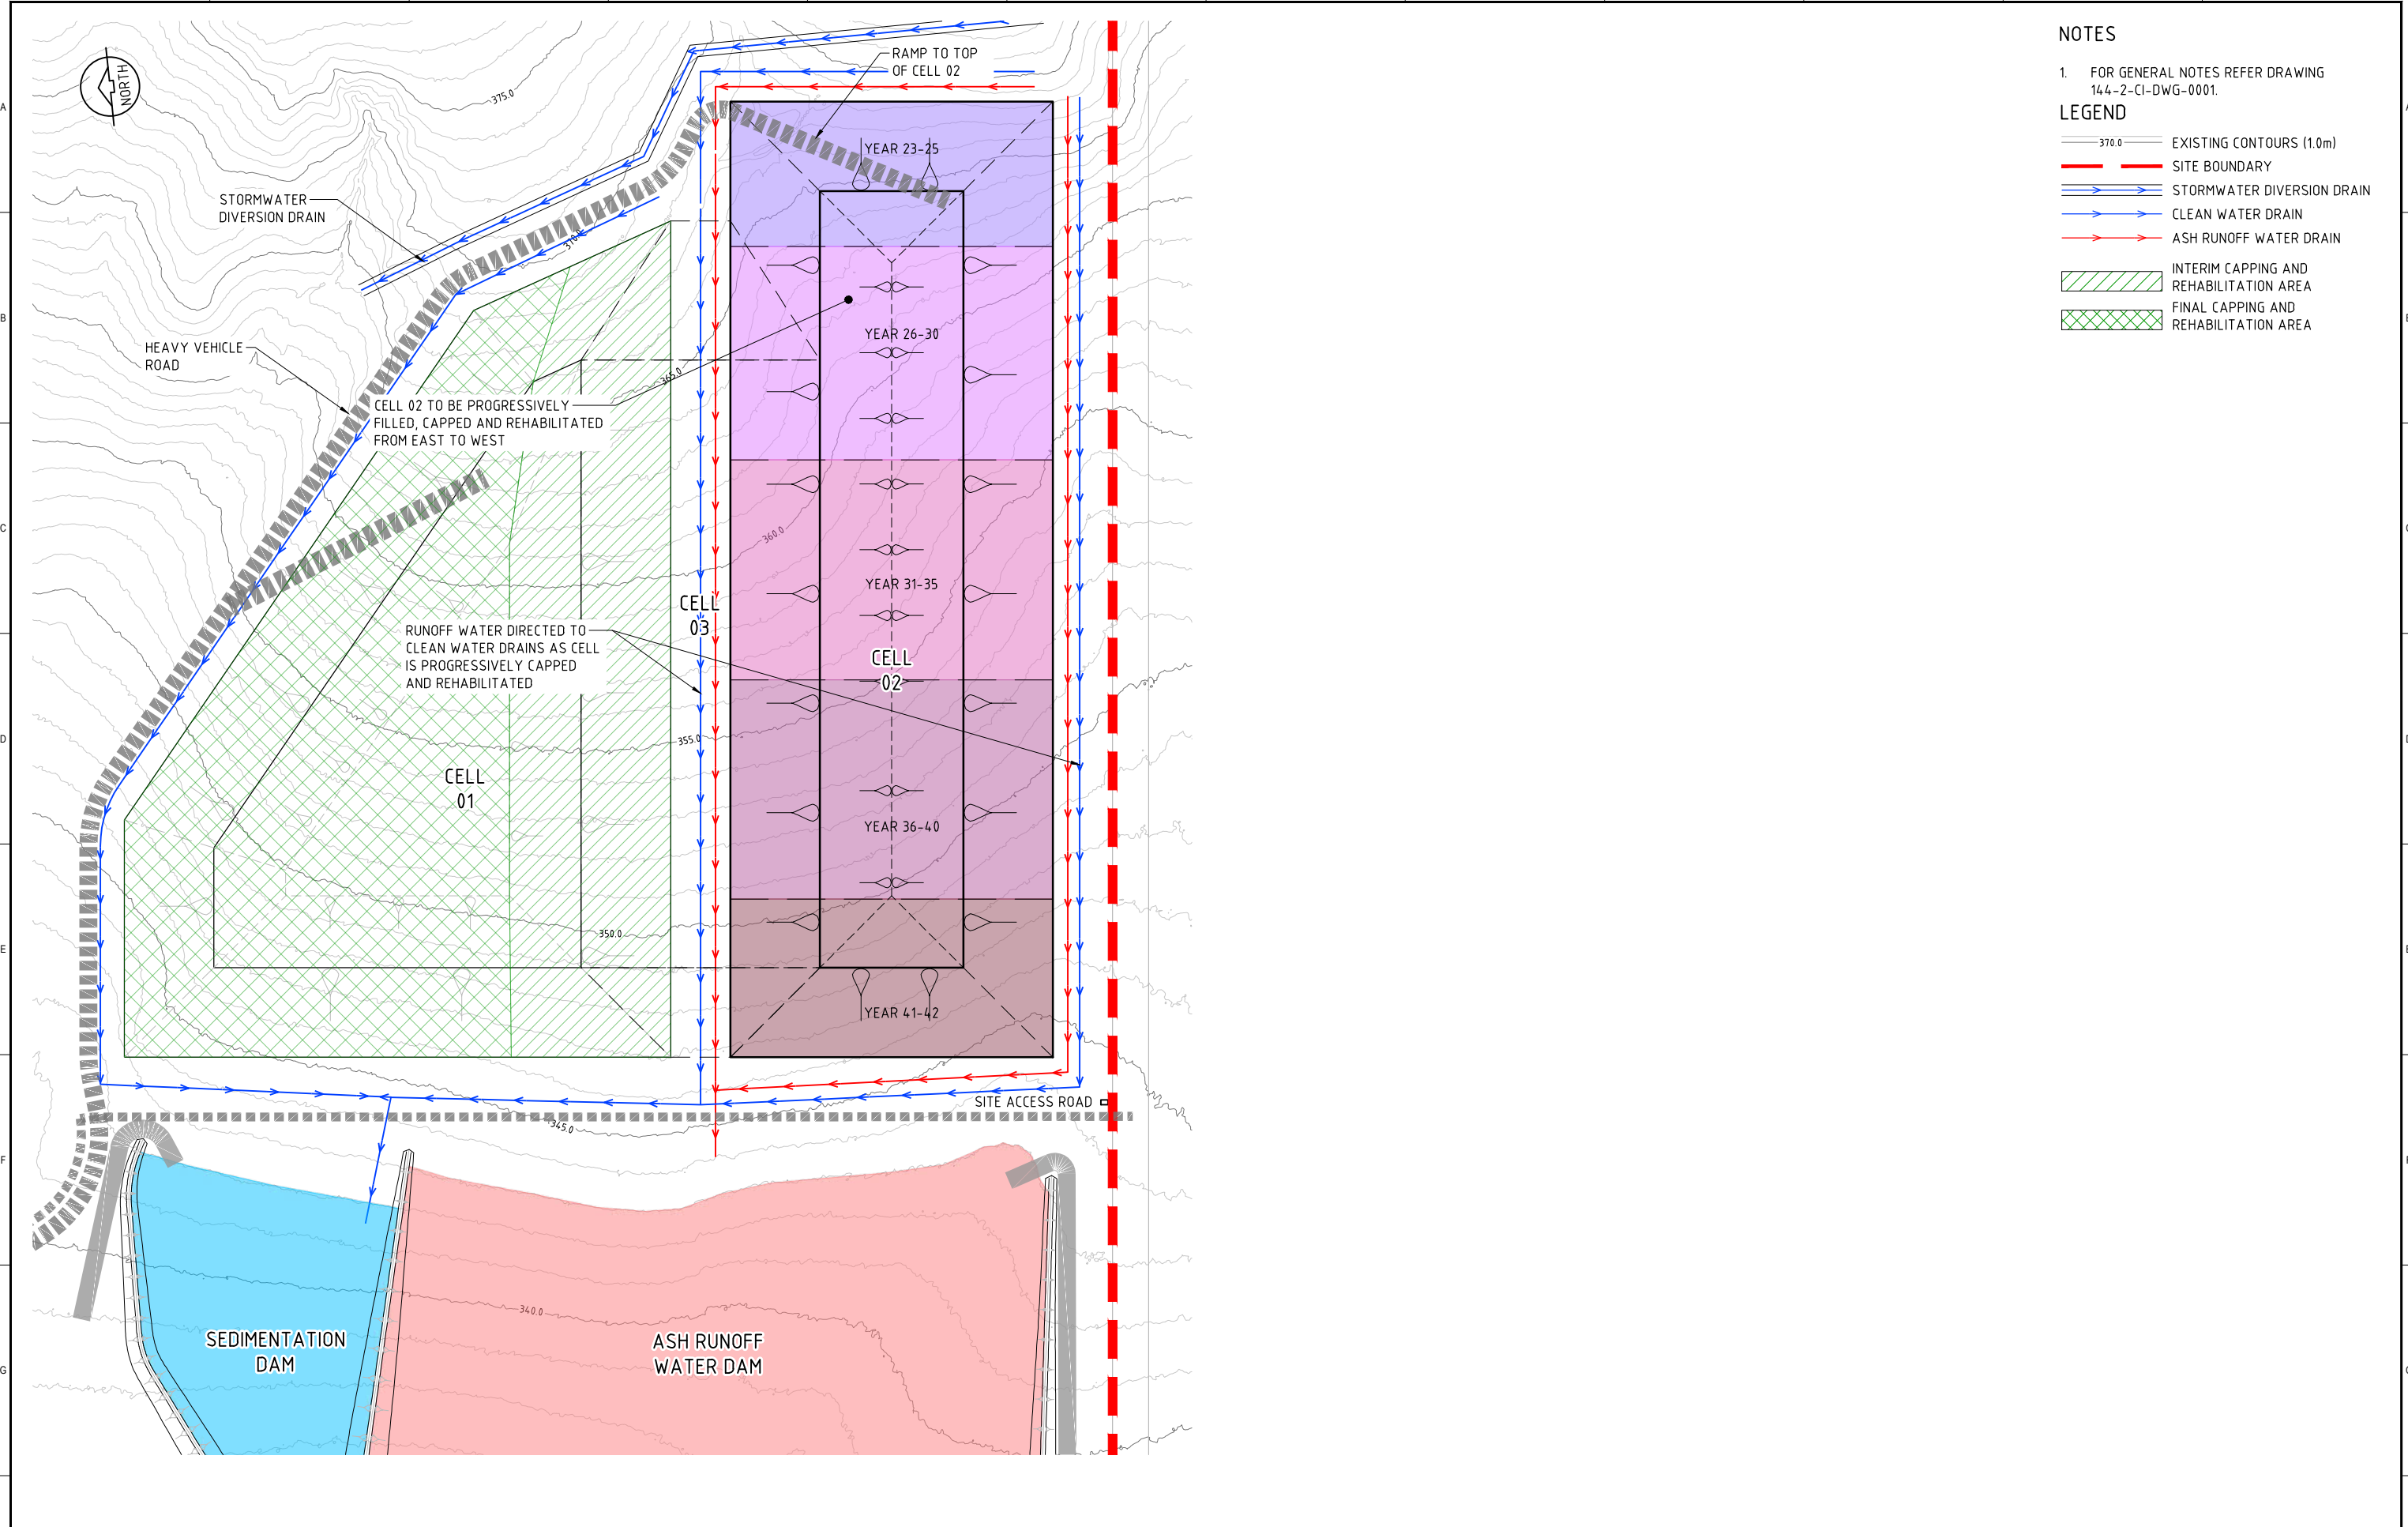 NORTH
375.0
RAMP TO TOP
OF CELL 02
A
STORMWATER
DIVERSION DRAIN
YEAR 23-25
370.0
B
HEAVY VEHICLE
ROAD
YEAR 26-30
365.0
CELL 02 TO BE PROGRESSIVELY
FILLED, CAPPED AND REHABILITATED
FROM EAST TO WEST
C
360.0
YEAR 31-35
CELL
03
RUNOFF WATER DIRECTED TO
CLEAN WATER DRAINS AS CELL
IS PROGRESSIVELY CAPPED
AND REHABILITATED
CELL
02
D
355.0
CELL
01
YEAR 36-40
E
350.0
YEAR 41-42
SITE ACCESS ROAD
345.0
F
340.0
SEDIMENTATION
DAM
ASH RUNOFF
WATER DAM
G
NOTES
1. FOR GENERAL NOTES REFER DRAWING
144-2-CI-DWG-0001.
LEGEND
370.0 EXISTING CONTOURS (1.0m)
SITE BOUNDARY
STORMWATER DIVERSION DRAIN
CLEAN WATER DRAIN
ASH RUNOFF WATER DRAIN
INTERIM CAPPING AND
REHABILITATION AREA
FINAL CAPPING AND
REHABILITATION AREA